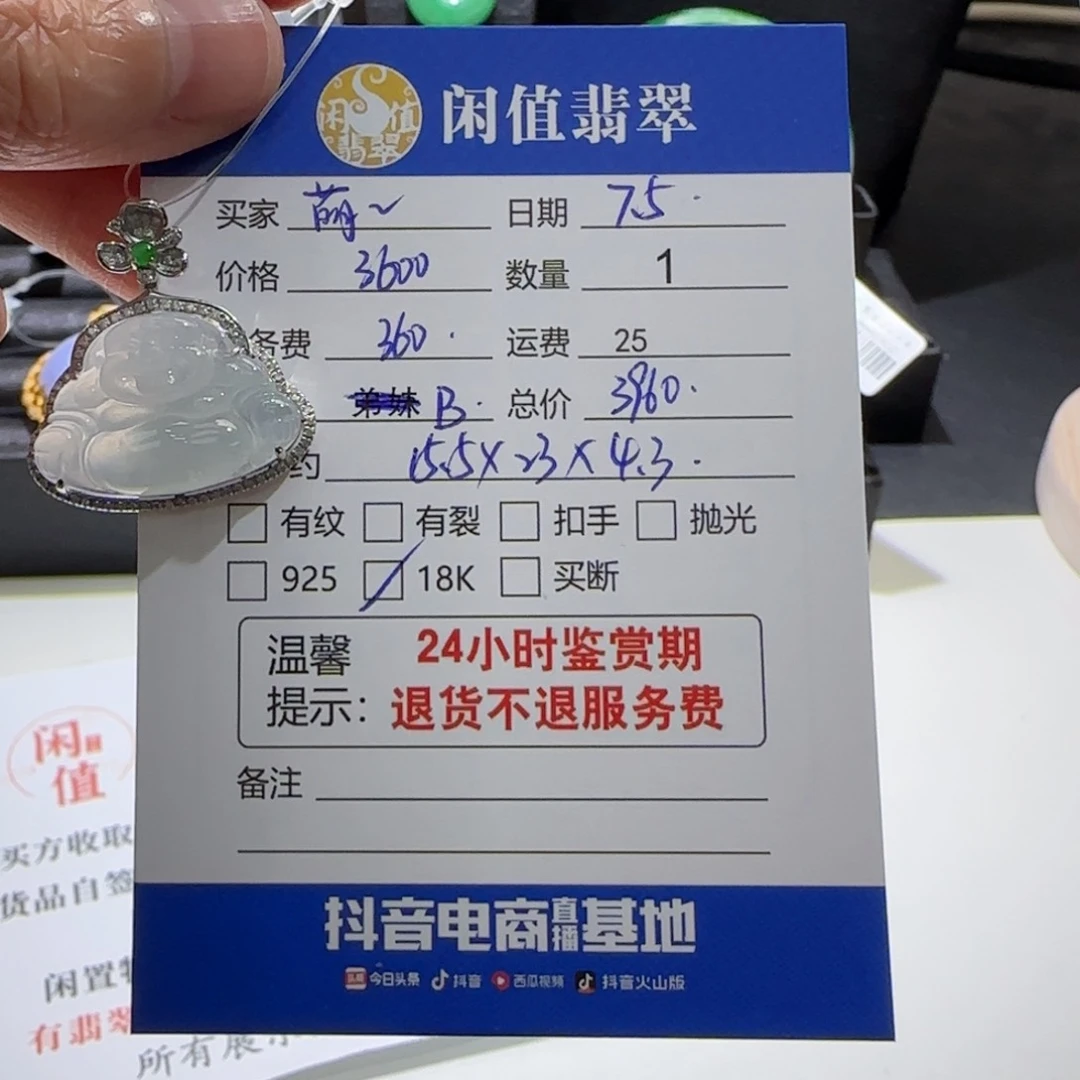 闲值翡翠
闲值
翡翠
买家 萌~ 日期 7.5.
价格 3600 数量 1
务费 360. 运费 25
B. 总价 3960.
约 15.5X23X4.3.
有纹 有裂 扣手 抛光
925 18K 买断
温馨提示： 24小时鉴赏期
退货不退服务费
备注
抖音电商直播基地
今日头条 抖音 西瓜视频 抖音火山版
闲值
买方收取
货品自签
闲置
有翡翠
所有展示